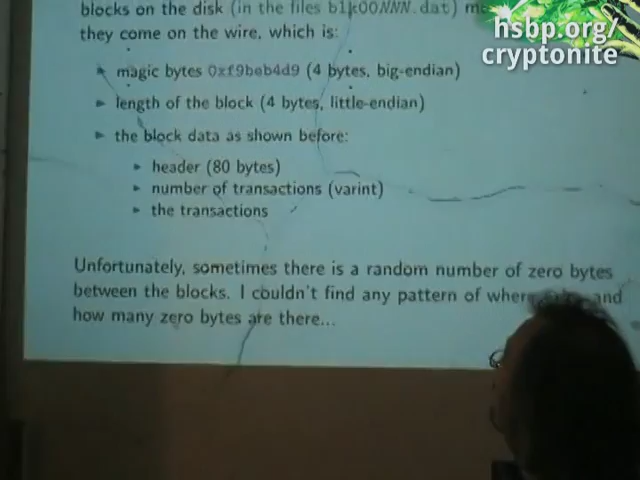 blocks on the disk (in the files blk00NNN.dat)
they come on the wire, which is:
magic bytes 0xf9beb4d9 (4 bytes, big-endian)
length of the block (4 bytes, little-endian)
the block data as shown before:
header (80 bytes)
number of transactions (varint)
the transactions
Unfortunately, sometimes there is a random number of zero bytes
between the blocks. I couldn't find any pattern of where and
how many zero bytes are there...
hsbp.org/
cryptonite